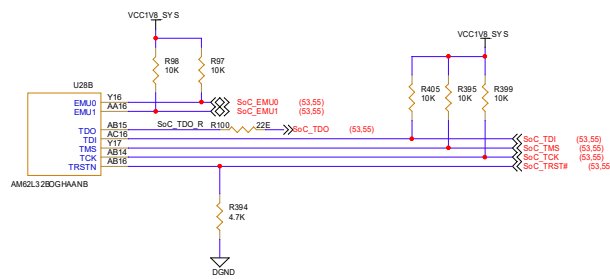 VCC1V8_SYS
VCC1V8_SYS
R98
10K
R97
10K
U28B
R405
10K
R395
10K
R399
10K
EMU0 Y16 SoC_EMU0 (53,55)
EMU1 AA16 SoC_EMU1 (53,55)
TDO AB15 SoC_TDO_R R100 22E SoC_TDO (53,55)
TDI AC16 SoC_TDI (53,55)
TMS Y17 SoC_TMS (53,55)
TCK AB14 SoC_TCK (53,55)
TRSTN AB16 SoC_TRST# (53,55
AM62L32BOGHAANB
R394
4.7K
DGND